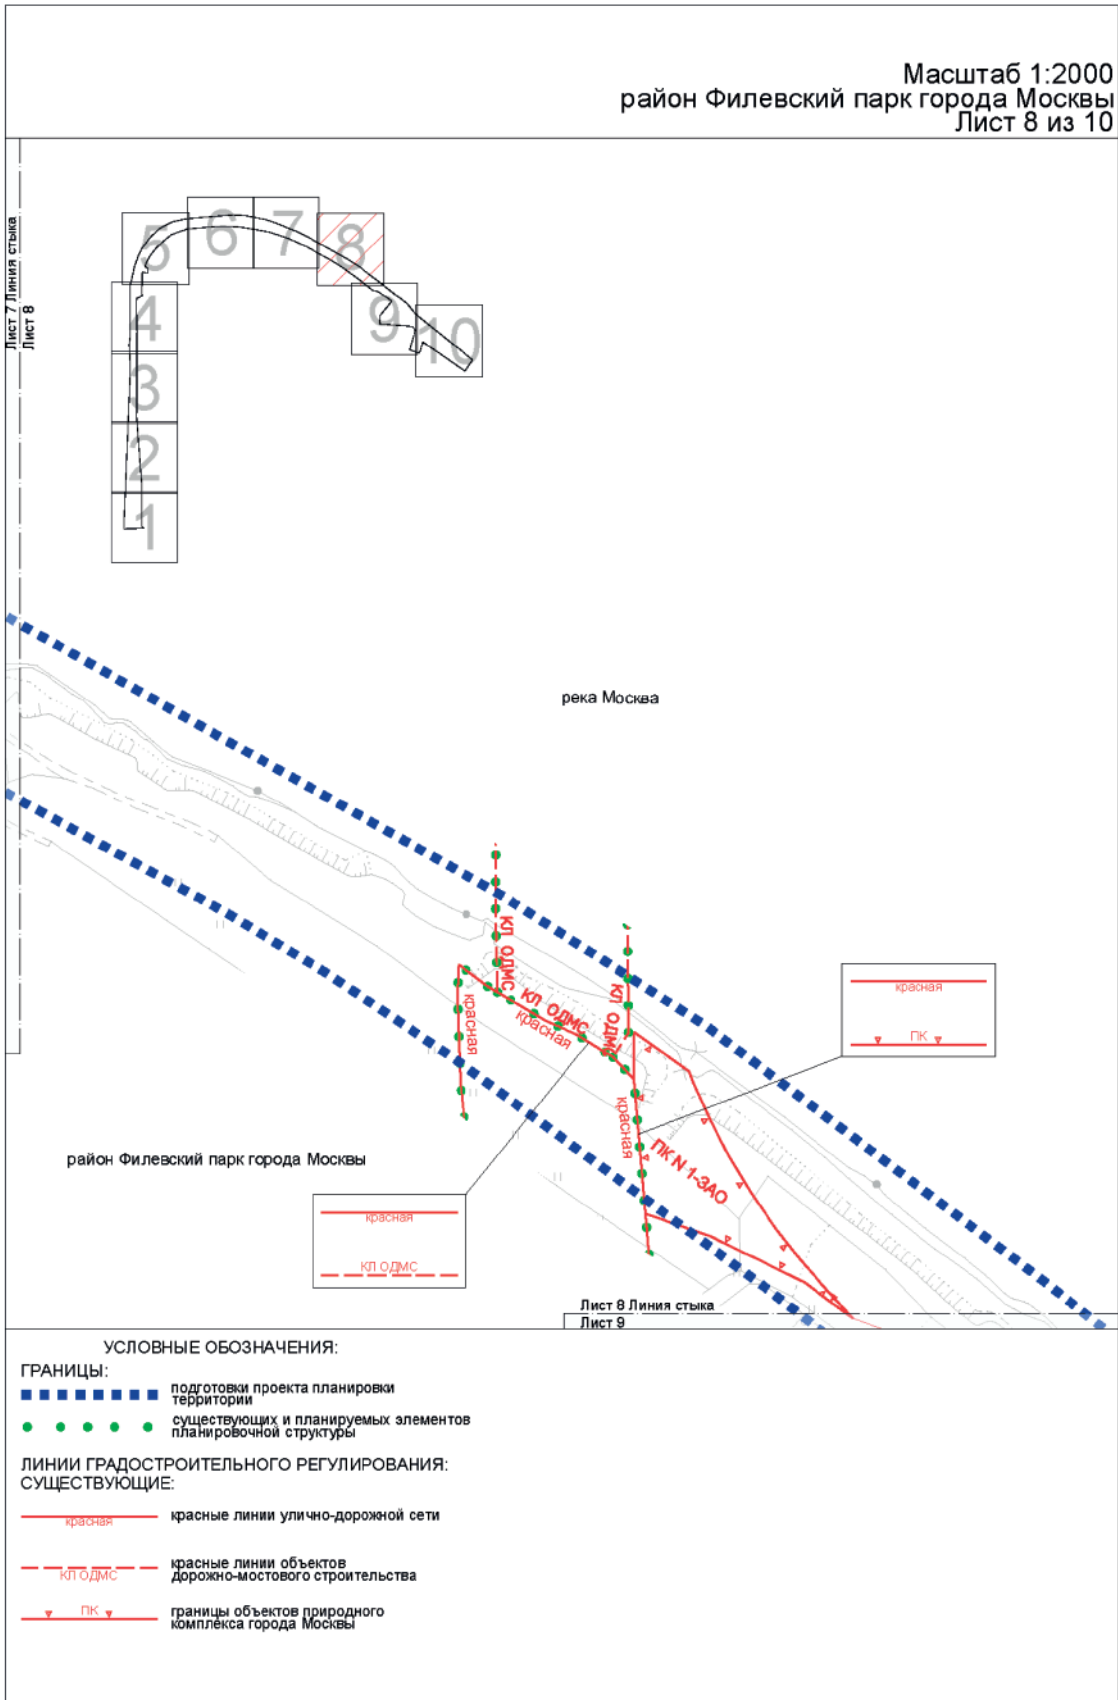 Масштаб 1:2000
район Филевский парк города Москвы
Лист 8 из 10
Лист 7 Линия стыка
Лист 8
5
6
7
8
4
9
10
3
2
1
река Москва
КЛ ОДМС
КЛ ОДМС
КЛ ОДМС
красная
красная
красная
ПК N 1-ЗАО
красная
ПК
район Филевский парк города Москвы
красная
КЛ ОДМС
Лист 8 Линия стыка
Лист 9
УСЛОВНЫЕ ОБОЗНАЧЕНИЯ:
ГРАНИЦЫ:
подготовки проекта планировки
территории
существующих и планируемых элементов
планировочной структуры
ЛИНИИ ГРАДОСТРОИТЕЛЬНОГО РЕГУЛИРОВАНИЯ:
СУЩЕСТВУЮЩИЕ:
красная
красные линии улично-дорожной сети
КЛ ОДМС
красные линии объектов
дорожно-мостового строительства
ПК
границы объектов природного
комплекса города Москвы